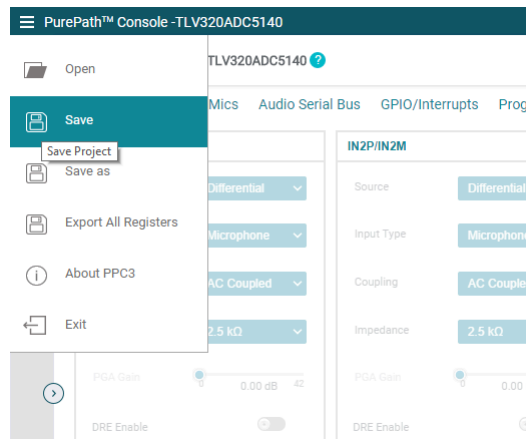 PurePath™ Console -TLV320ADC5140
Open
TLV320ADC5140 ?
Mics Audio Serial Bus GPIO/Interrupts Prog
Save
Save Project
IN2P/IN2M
Save as
Differential
Source
Differential
Export All Registers
Microphone
Input Type
Microphone
About PPC3
AC Coupled
Coupling
AC Couple
Exit
2.5 kΩ
Impedance
2.5 kΩ
PGA Gain
0
0.00 dB
42
PGA Gain
0
0.00
DRE Enable
DRE Enable